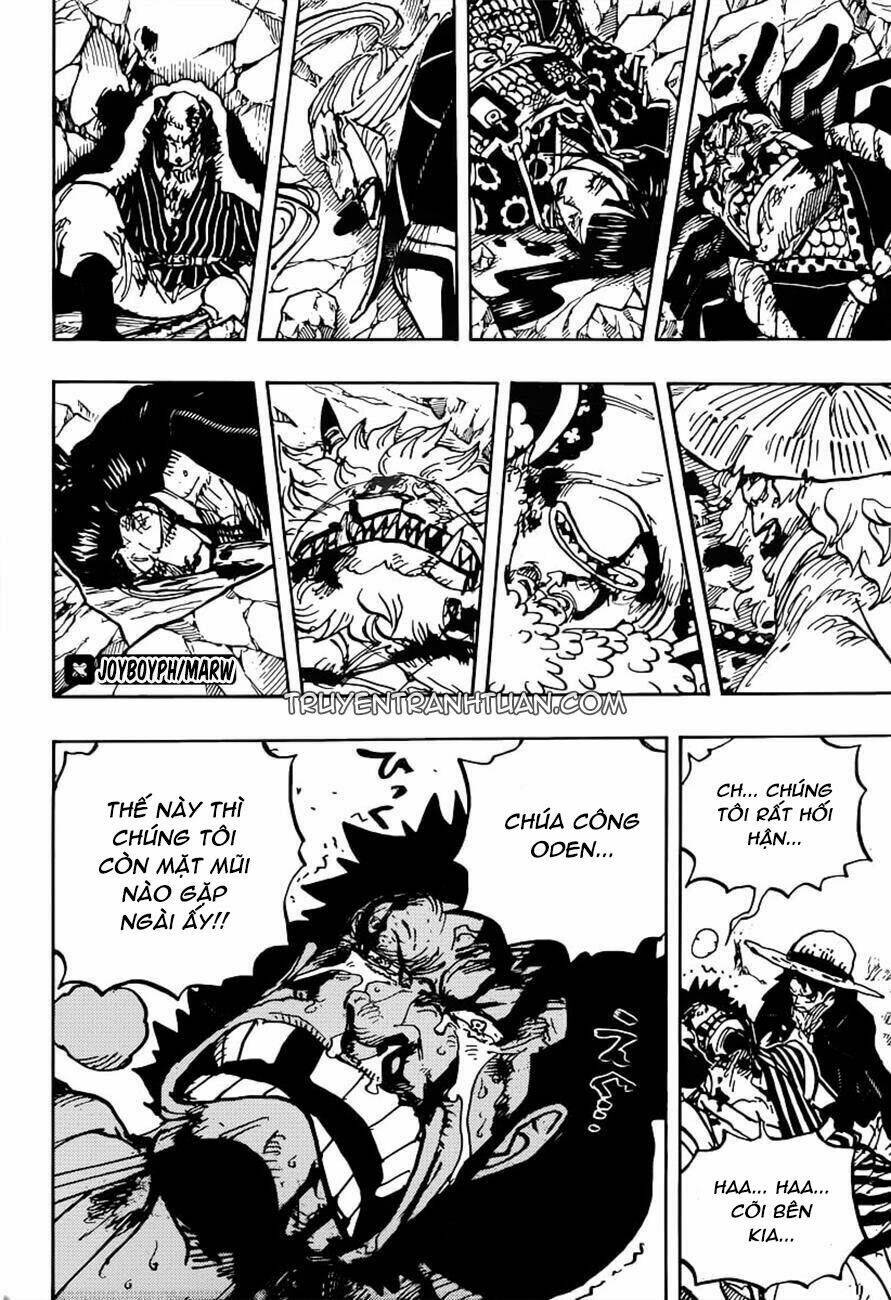 JOYBOYPH/MARW
TRUYENTRANHTUAN.COM
CH... CHÚNG
TÔI RẤT HỐI
HẬN...
HAA... HAA...
CÕI BÊN
KIA...
CHÚA CÔNG
ODEN...
THẾ NÀY THÌ
CHÚNG TÔI
CÒN MẶT MŨI
NÀO GẶP
NGÀI ẤY!!